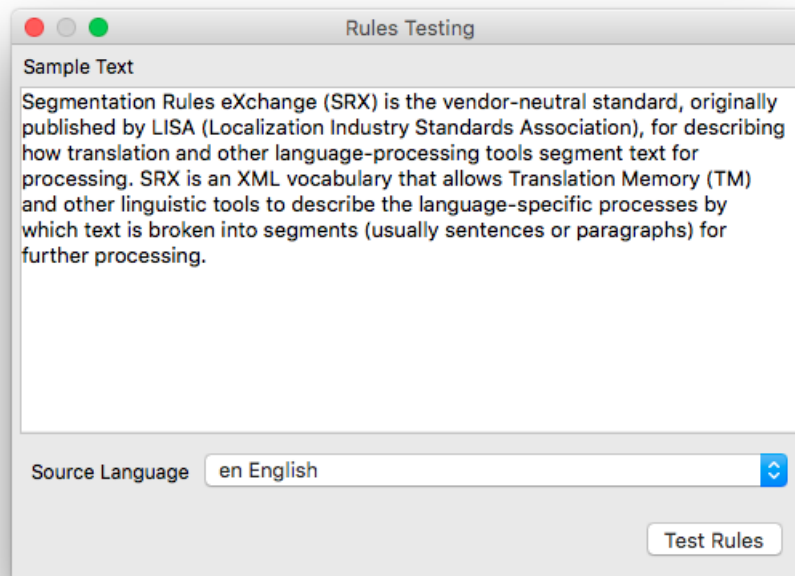 Rules Testing
Sample Text
Segmentation Rules eXchange (SRX) is the vendor-neutral standard, originally
published by LISA (Localization Industry Standards Association), for describing
how translation and other language-processing tools segment text for
processing. SRX is an XML vocabulary that allows Translation Memory (TM)
and other linguistic tools to describe the language-specific processes by
which text is broken into segments (usually sentences or paragraphs) for
further processing.
Source Language en English
Test Rules